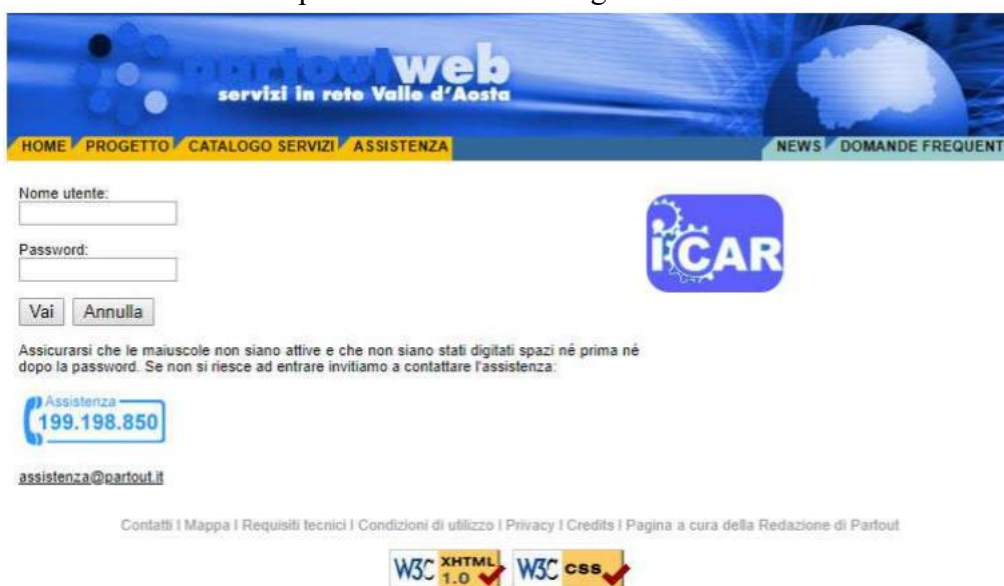 partoutweb
servizi in rete Valle d'Aosta
HOME PROGETTO CATALOGO SERVIZI ASSISTENZA NEWS DOMANDE FREQUENT
Nome utente:
iCAR
Password:
Vai Annulla
Assicurarsi che le maiuscole non siano attive e che non siano stati digitati spazi né prima né
dopo la password. Se non si riesce ad entrare invitiamo a contattare l'assistenza:
Assistenza
199.198.850
assistenza@partout.it
Contatti I Mappa I Requisiti tecnici I Condizioni di utilizzo I Privacy I Credits I Pagina a cura della Redazione di Partout
W3C XHTML 1.0 W3C css